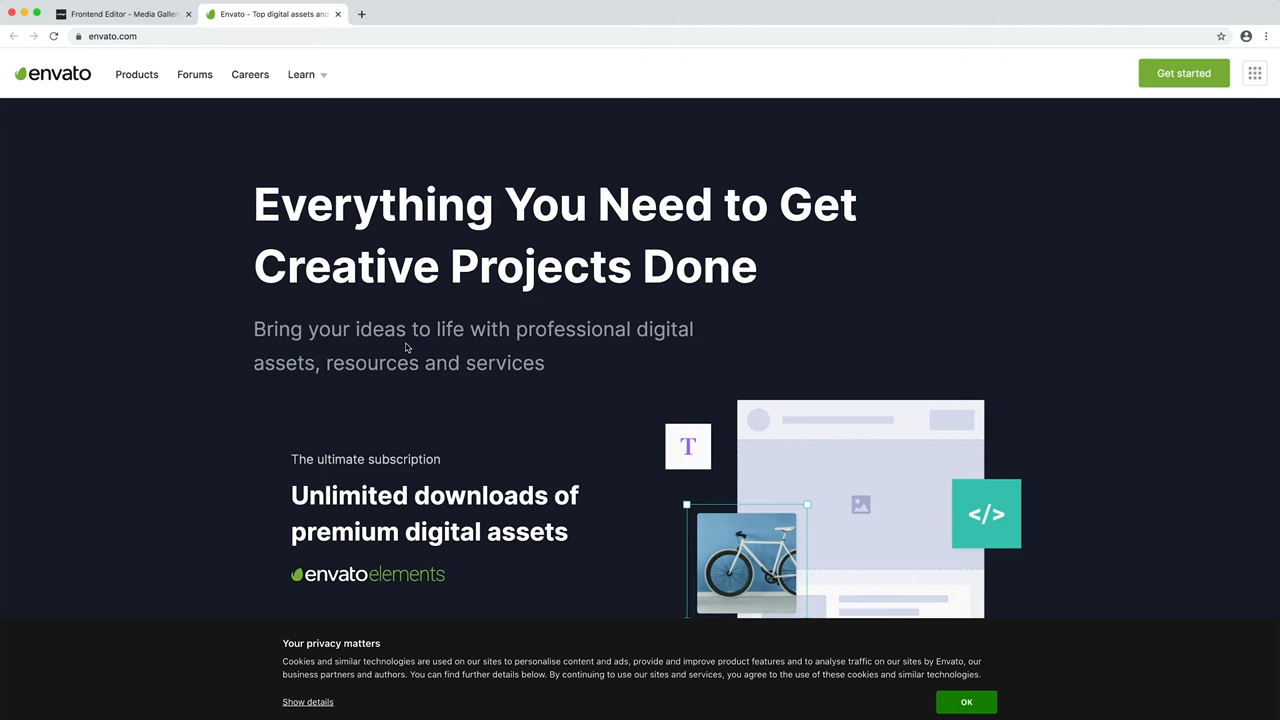 Frontend Editor - Media Gallery
Envato - Top digital assets and
envato.com
envato
Products
Forums
Careers
Learn
Get started
Everything You Need to Get
Creative Projects Done
Bring your ideas to life with professional digital
assets, resources and services
The ultimate subscription
Unlimited downloads of
premium digital assets
envatoelements
T
</>
Your privacy matters
Cookies and similar technologies are used on our sites to personalise content and ads, provide and improve product features and to analyse traffic on our sites by Envato, our
business partners and authors. You can find further details below. By continuing to use our sites and services, you agree to the use of these cookies and similar technologies.
Show details
OK